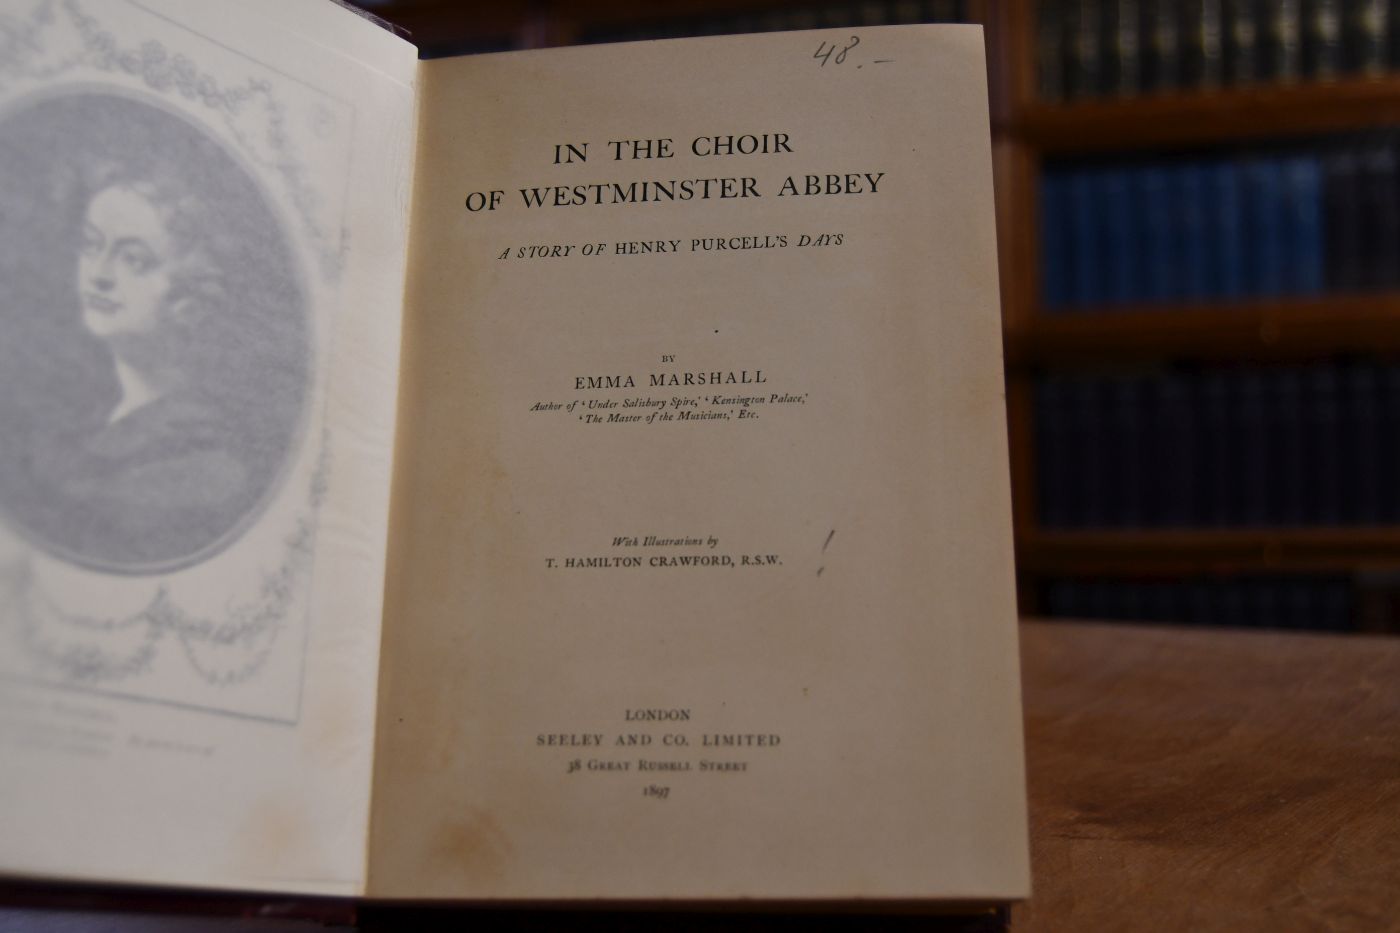 48.—
IN THE CHOIR
OF WESTMINSTER ABBEY
A STORY OF HENRY PURCELL'S DAYS
BY
EMMA MARSHALL
Author of ‘Under Salisbury Spire,’ ‘Kensington Palace,’
‘The Master of the Musicians,’ Etc.
With Illustrations by
T. HAMILTON CRAWFORD, R.S.W.
LONDON
SEELEY AND CO. LIMITED
38 GREAT RUSSELL STREET
1897